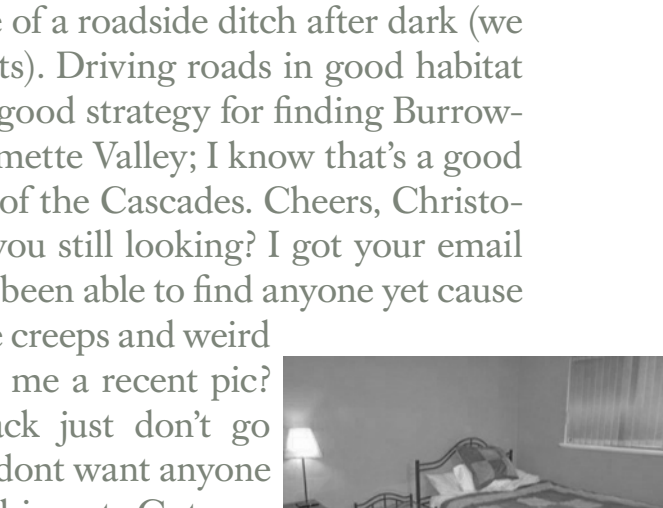 of a roadside ditch after dark (we
ts). Driving roads in good habitat
good strategy for finding Burrow-
mette Valley; I know that's a good
of the Cascades. Cheers, Christo-
you still looking? I got your email
been able to find anyone yet cause
creeps and weird
me a recent pic?
ack just don't go
dont want anyone